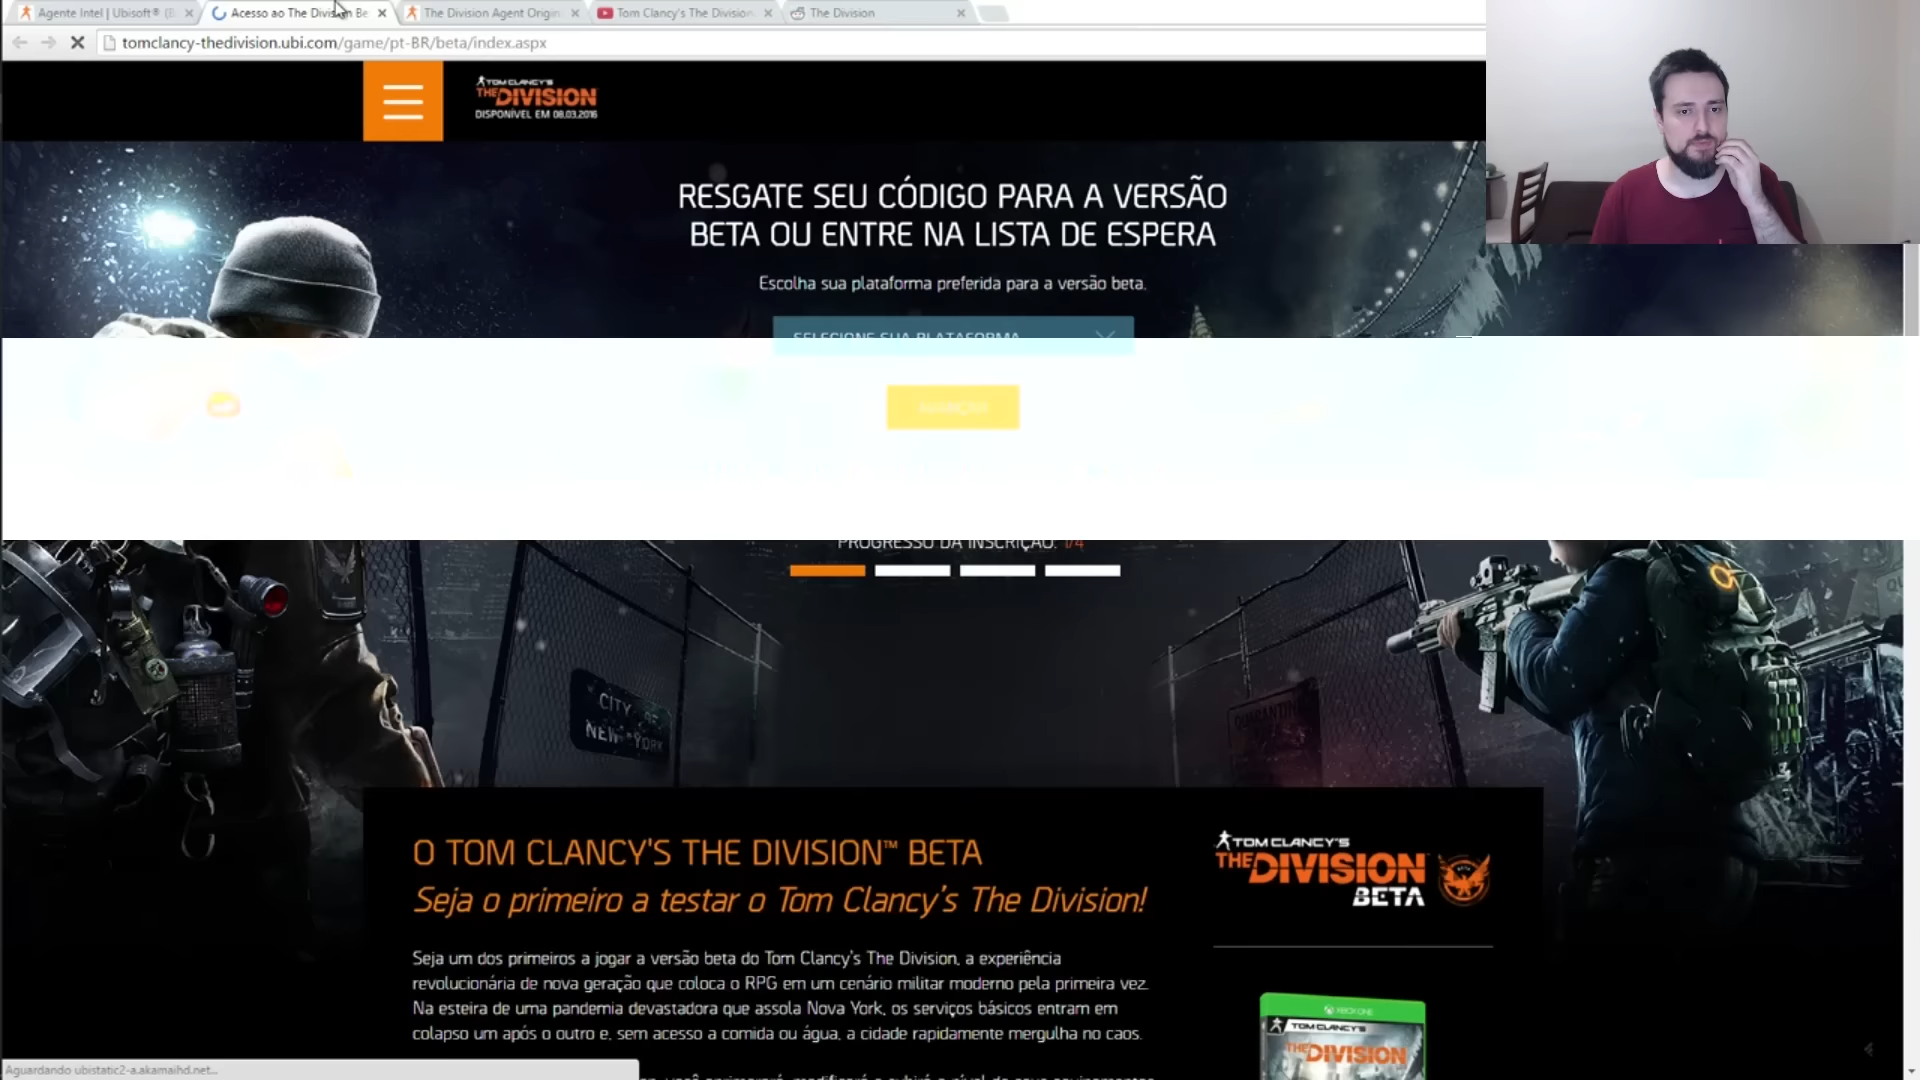 Agente Intel | Ubisoft® (B
Acesso ao The Division Be
The Division Agent Origin
Tom Clancy's The Division
The Division
tomclancy-thedivision.ubi.com/game/pt-BR/beta/index.aspx
TOM CLANCY'S
THE DIVISION
DISPONÍVEL EM 08.03.2016
RESGATE SEU CÓDIGO PARA A VERSÃO
BETA OU ENTRE NA LISTA DE ESPERA
Escolha sua plataforma preferida para a versão beta.
SELECIONE SUA PLATAFORMA
PROGRESSO DA INSCRIÇÃO: 1/4
CITY OF
NEW YORK
QUARANTINE
O TOM CLANCY'S THE DIVISION™ BETA
Seja o primeiro a testar o Tom Clancy's The Division!
Seja um dos primeiros a jogar a versão beta do Tom Clancy's The Division, a experiência
revolucionária de nova geração que coloca o RPG em um cenário militar moderno pela primeira vez.
Na esteira de uma pandemia devastadora que assola Nova York, os serviços básicos entram em
colapso um após o outro e, sem acesso a comida ou água, a cidade rapidamente mergulha no caos.
TOM CLANCY'S
THE DIVISION
BETA
XBOX ONE
TOM CLANCY'S
THE DIVISION
Aguardando ubistatic2-a.akamaihd.net...